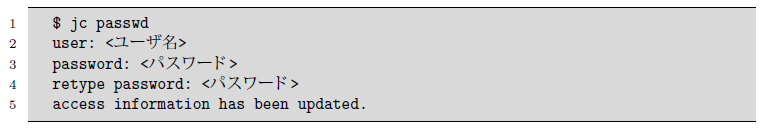 1 $ jc passwd
2 user: <ユーザ名>
3 password: <パスワード>
4 retype password: <パスワード>
5 access information has been updated.